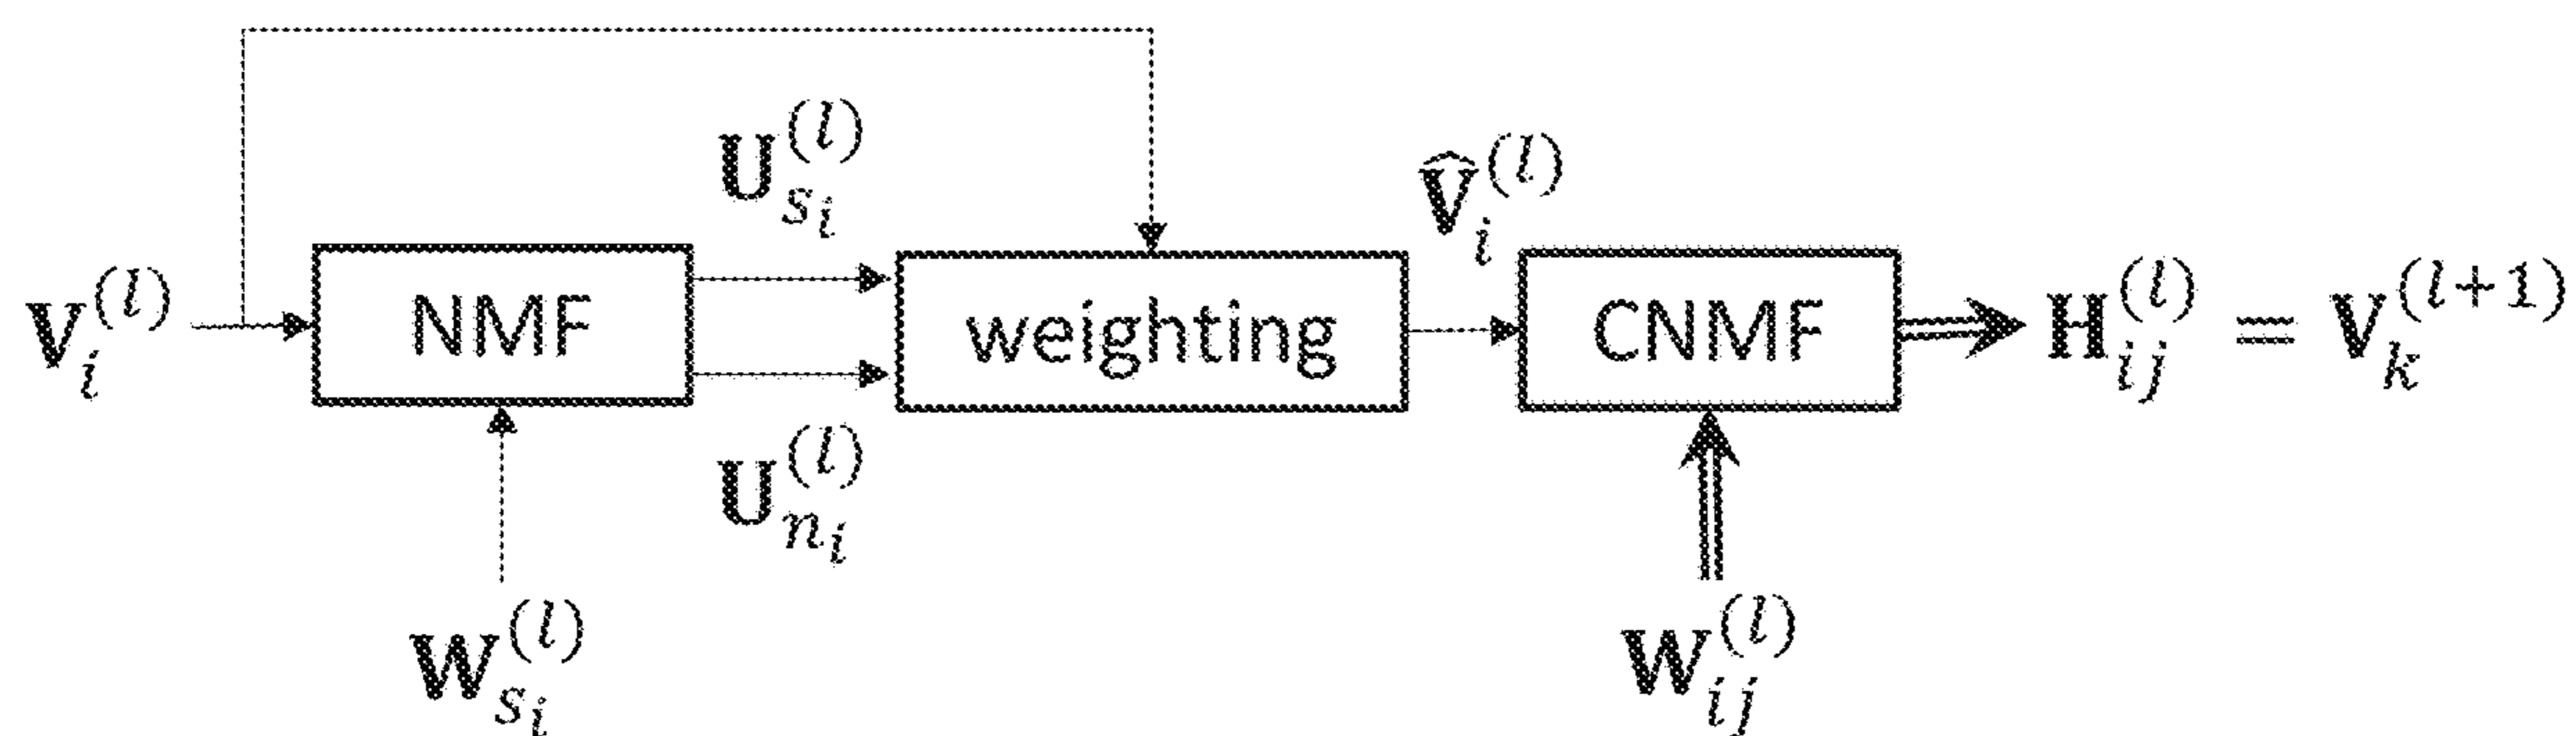 U_{s_i}^{(l)}
V̂_i^{(l)}
V_i^{(l)} NMF weighting CNMF H_{ij}^{(l)} = V_k^{(l+1)}
U_{n_i}^{(l)}
W_{s_i}^{(l)} W_{ij}^{(l)}